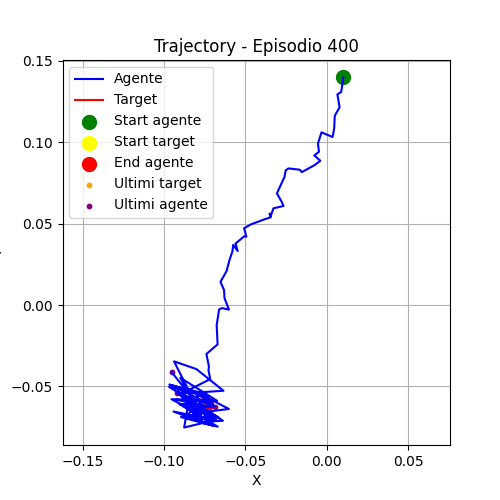 Trajectory - Episodio 400
0.15
0.10
0.05
0.00
−0.05
Agente
Target
Start agente
Start target
End agente
Ultimi target
Ultimi agente
−0.15
−0.10
−0.05
0.00
0.05
X